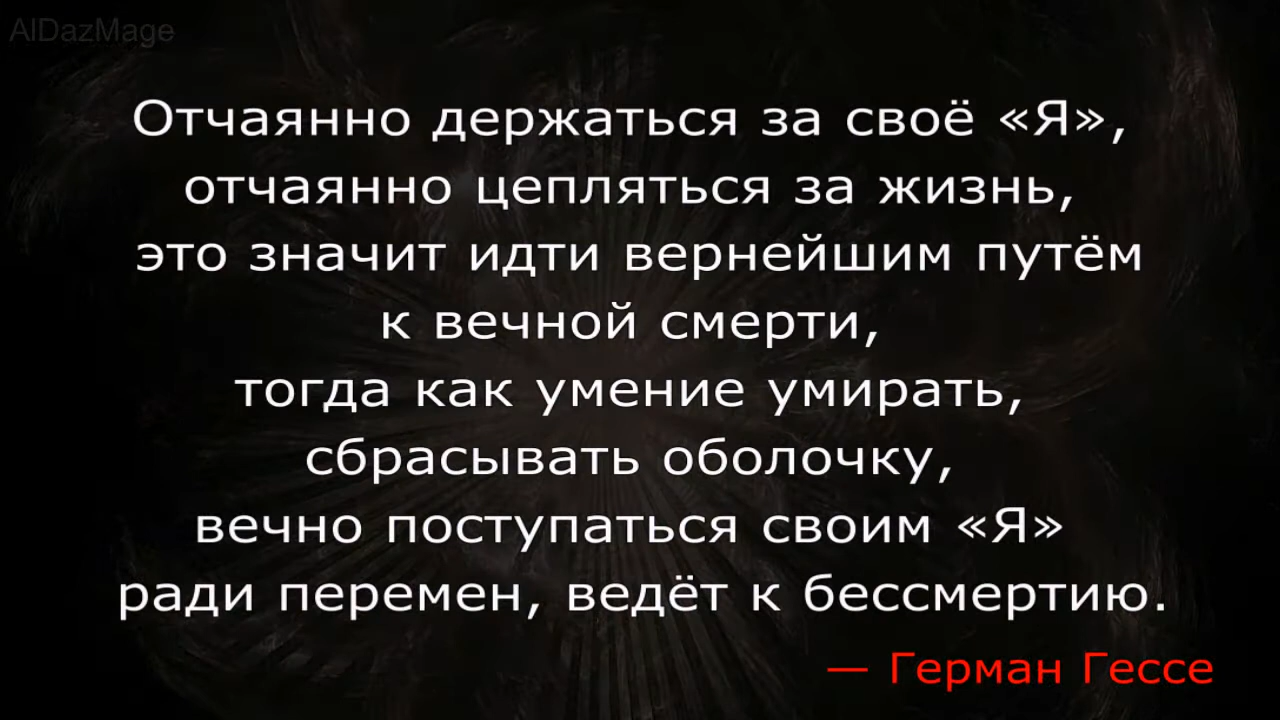 AlDazMage
Отчаянно держаться за своё «Я»,
отчаянно цепляться за жизнь,
это значит идти вернейшим путём
к вечной смерти,
тогда как умение умирать,
сбрасывать оболочку,
вечно поступаться своим «Я»
ради перемен, ведёт к бессмертию.
— Герман Гессе